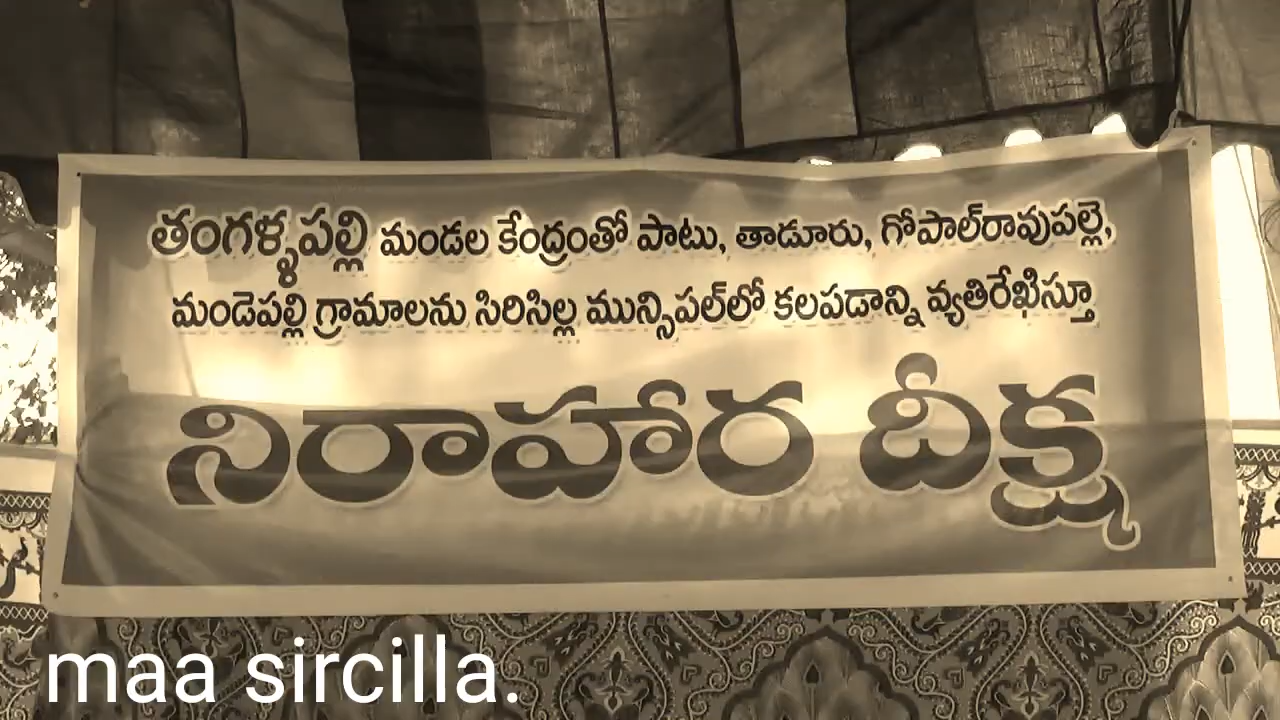 తంగళ్ళపల్లి మండల కేంద్రంతో పాటు, తాడూరు, గోపాల్‌రావుపల్లె,
మండెపల్లి గ్రామాలను సిరిసిల్ల మున్సిపల్‌లో కలపడాన్ని వ్యతిరేఖిస్తూ
నిరాహార దీక్ష
maa sircilla.